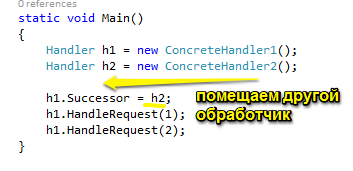 0 references
static void Main()
{
Handler h1 = new ConcreteHandler1();
Handler h2 = new ConcreteHandler2();
h1.Successor = h2;
помещаем другой
обработчик
h1.HandleRequest(1);
h1.HandleRequest(2);
}